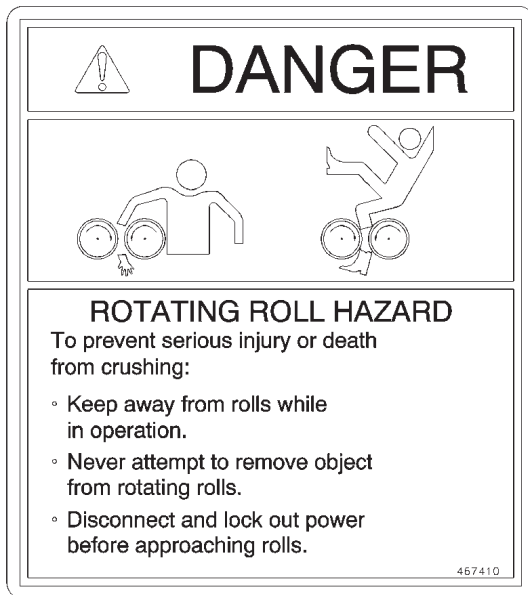 DANGER
ROTATING ROLL HAZARD
To prevent serious injury or death
from crushing:
◦ Keep away from rolls while
in operation.
◦ Never attempt to remove object
from rotating rolls.
◦ Disconnect and lock out power
before approaching rolls.
467410